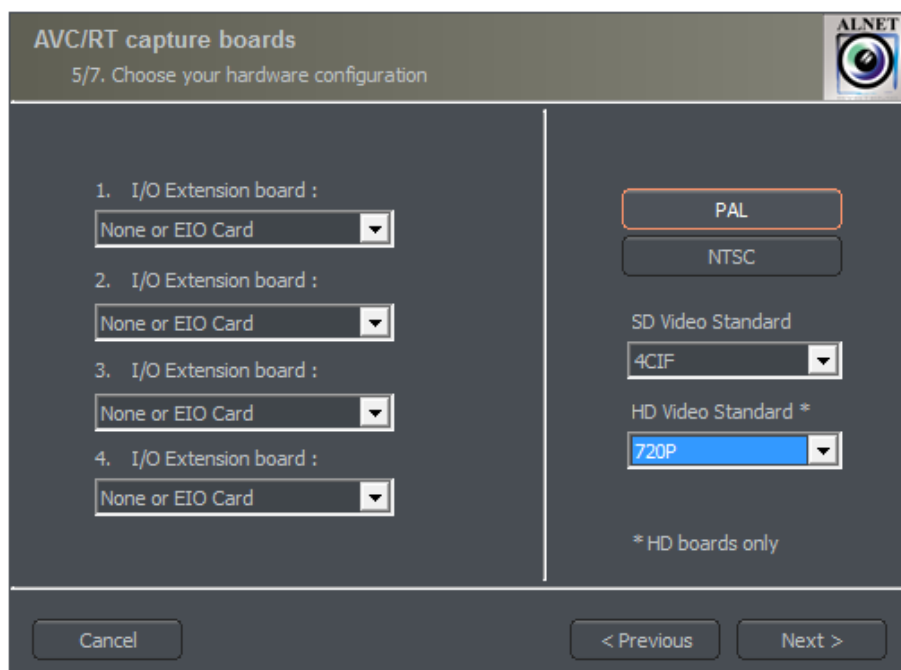 AVC/RT capture boards
5/7. Choose your hardware configuration
ALNET
1. I/O Extension board :
None or EIO Card
2. I/O Extension board :
None or EIO Card
3. I/O Extension board :
None or EIO Card
4. I/O Extension board :
None or EIO Card
PAL
NTSC
SD Video Standard
4CIF
HD Video Standard *
720P
* HD boards only
Cancel
< Previous
Next >